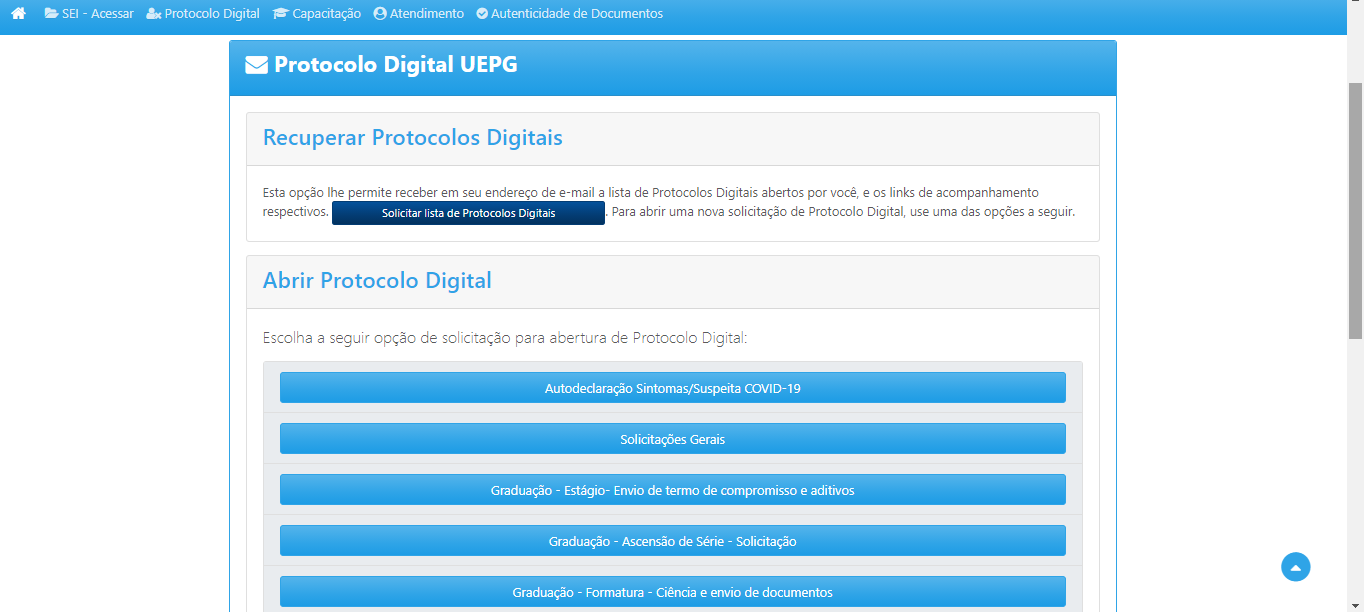 SEI - Acessar Protocolo Digital Capacitação Atendimento Autenticidade de Documentos
Protocolo Digital UEPG
Recuperar Protocolos Digitais
Esta opção lhe permite receber em seu endereço de e-mail a lista de Protocolos Digitais abertos por você, e os links de acompanhamento
respectivos. Solicitar lista de Protocolos Digitais . Para abrir uma nova solicitação de Protocolo Digital, use uma das opções a seguir.
Abrir Protocolo Digital
Escolha a seguir opção de solicitação para abertura de Protocolo Digital:
Autodeclaração Sintomas/Suspeita COVID-19
Solicitações Gerais
Graduação - Estágio- Envio de termo de compromisso e aditivos
Graduação - Ascensão de Série - Solicitação
Graduação - Formatura - Ciência e envio de documentos